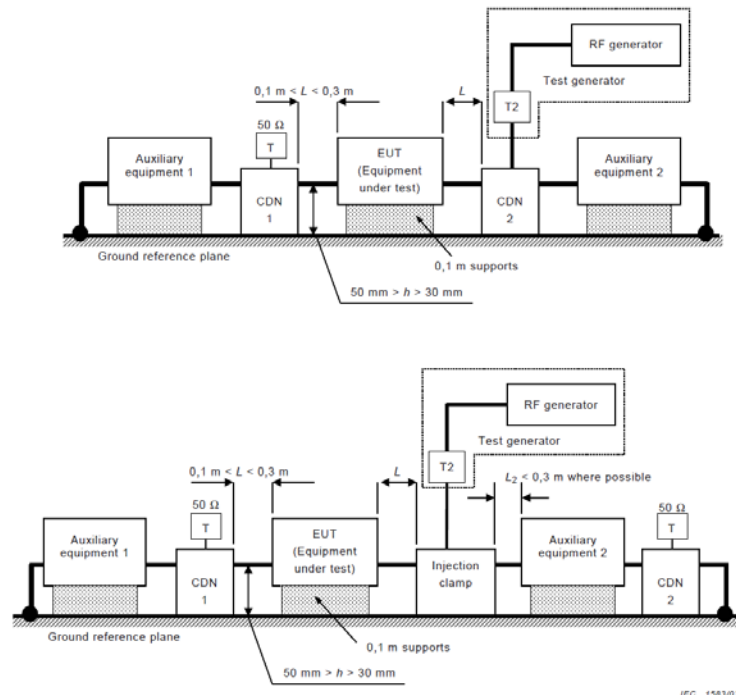 RF generator
Test generator
0,1 m < L < 0,3 m
L
T2
50 Ω
T
Auxiliary
equipment 1
CDN
1
EUT
(Equipment
under test)
CDN
2
Auxiliary
equipment 2
Ground reference plane
0,1 m supports
50 mm > h > 30 mm
RF generator
Test generator
0,1 m < L < 0,3 m
L
T2
L2 < 0,3 m where possible
50 Ω
T
50 Ω
T
Auxiliary
equipment 1
CDN
1
EUT
(Equipment
under test)
Injection
clamp
Auxiliary
equipment 2
CDN
2
Ground reference plane
0,1 m supports
50 mm > h > 30 mm
IEC